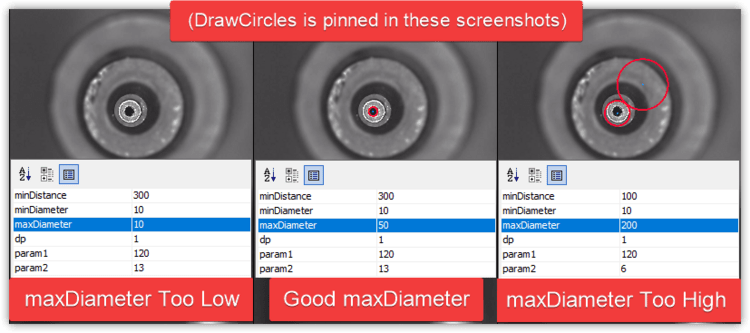 (DrawCircles is pinned in these screenshots)
minDistance 300
minDiameter 10
maxDiameter 10
dp 1
param1 120
param2 13
maxDiameter Too Low
minDistance 300
minDiameter 10
maxDiameter 50
dp 1
param1 120
param2 13
Good maxDiameter
minDistance 100
minDiameter 10
maxDiameter 200
dp 1
param1 120
param2 6
maxDiameter Too High